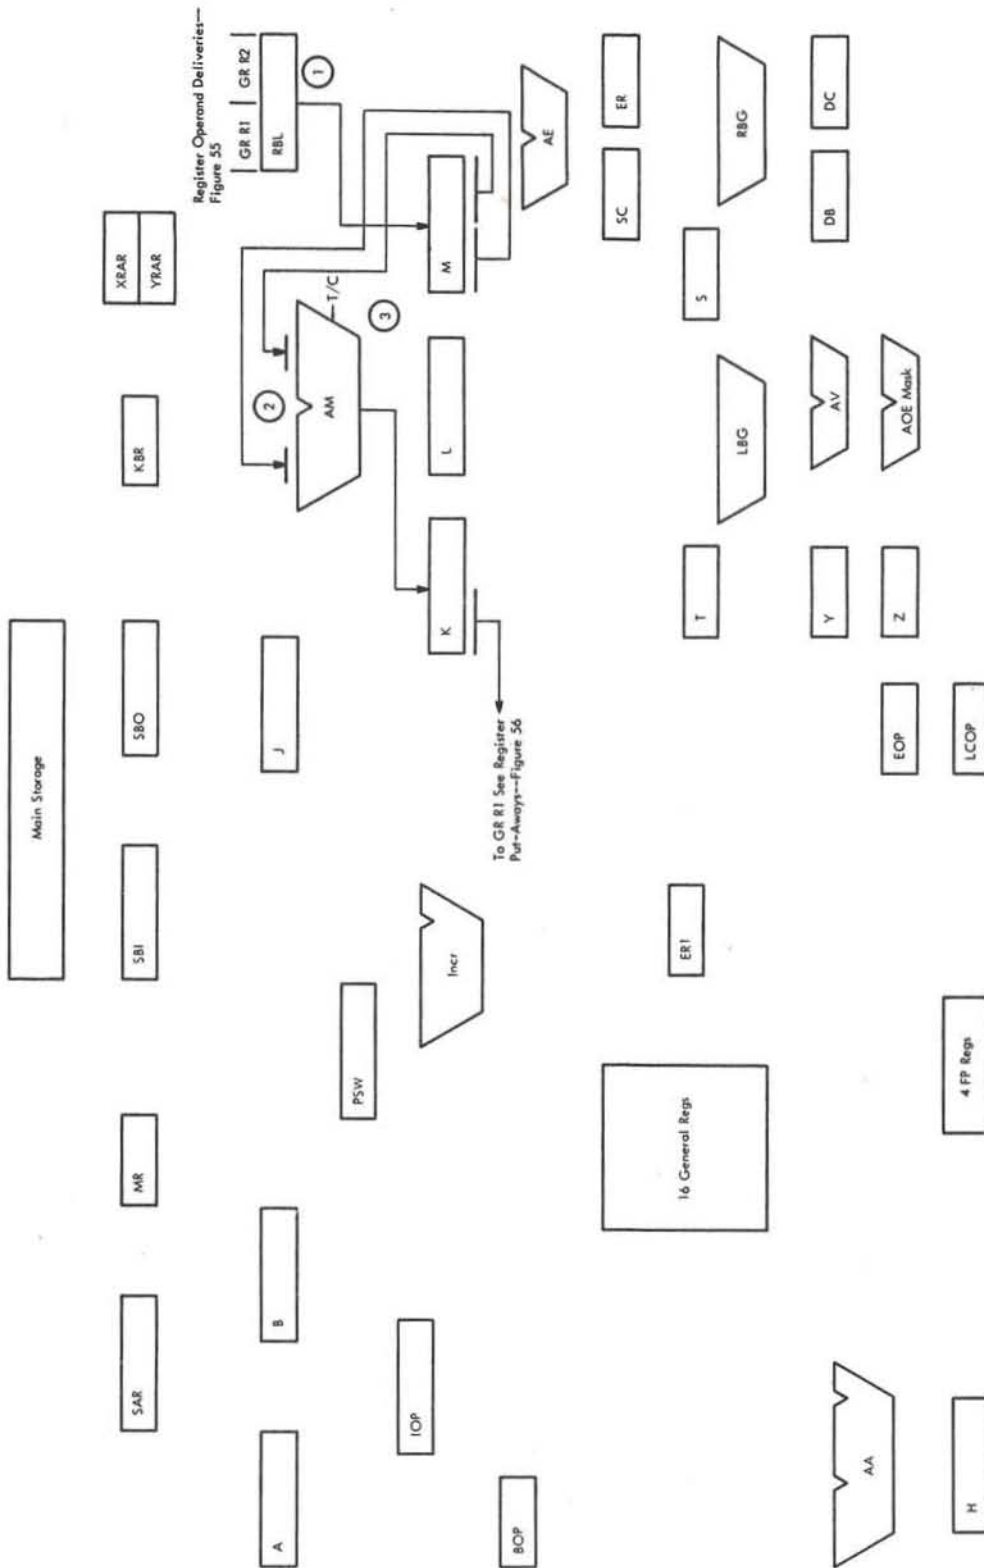 Main Storage
SAR
MR
SBI
SBO
KBR
XRAR
YRAR
Register Operand Deliveries—
Figure 55
GR R1
GR R2
RBL
1
A
B
J
2
AM
T/C
3
PSW
IOP
Incr
K
L
M
To GR R1 See Register
Put-Aways--Figure 56
BOP
AE
16 General Regs
SC
ER
ER1
T
S
LBG
RBG
AA
Y
AV
DB
DC
EOP
Z
AOE Mask
H
4 FP Regs
LCOP